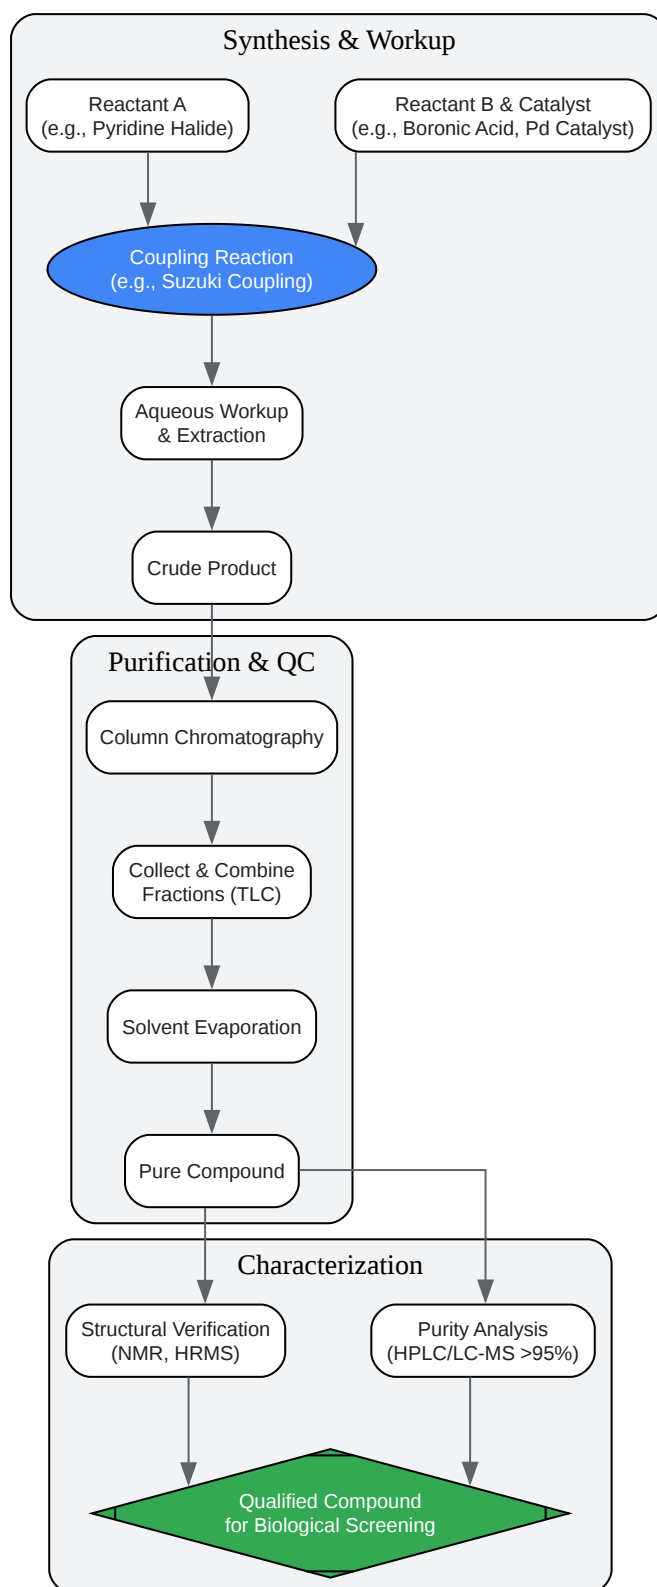 Synthesis & Workup
Reactant A
(e.g., Pyridine Halide)
Reactant B & Catalyst
(e.g., Boronic Acid, Pd Catalyst)
Coupling Reaction
(e.g., Suzuki Coupling)
Aqueous Workup
& Extraction
Crude Product
Purification & QC
Column Chromatography
Collect & Combine
Fractions (TLC)
Solvent Evaporation
Pure Compound
Characterization
Structural Verification
(NMR, HRMS)
Purity Analysis
(HPLC/LC-MS >95%)
Qualified Compound
for Biological Screening